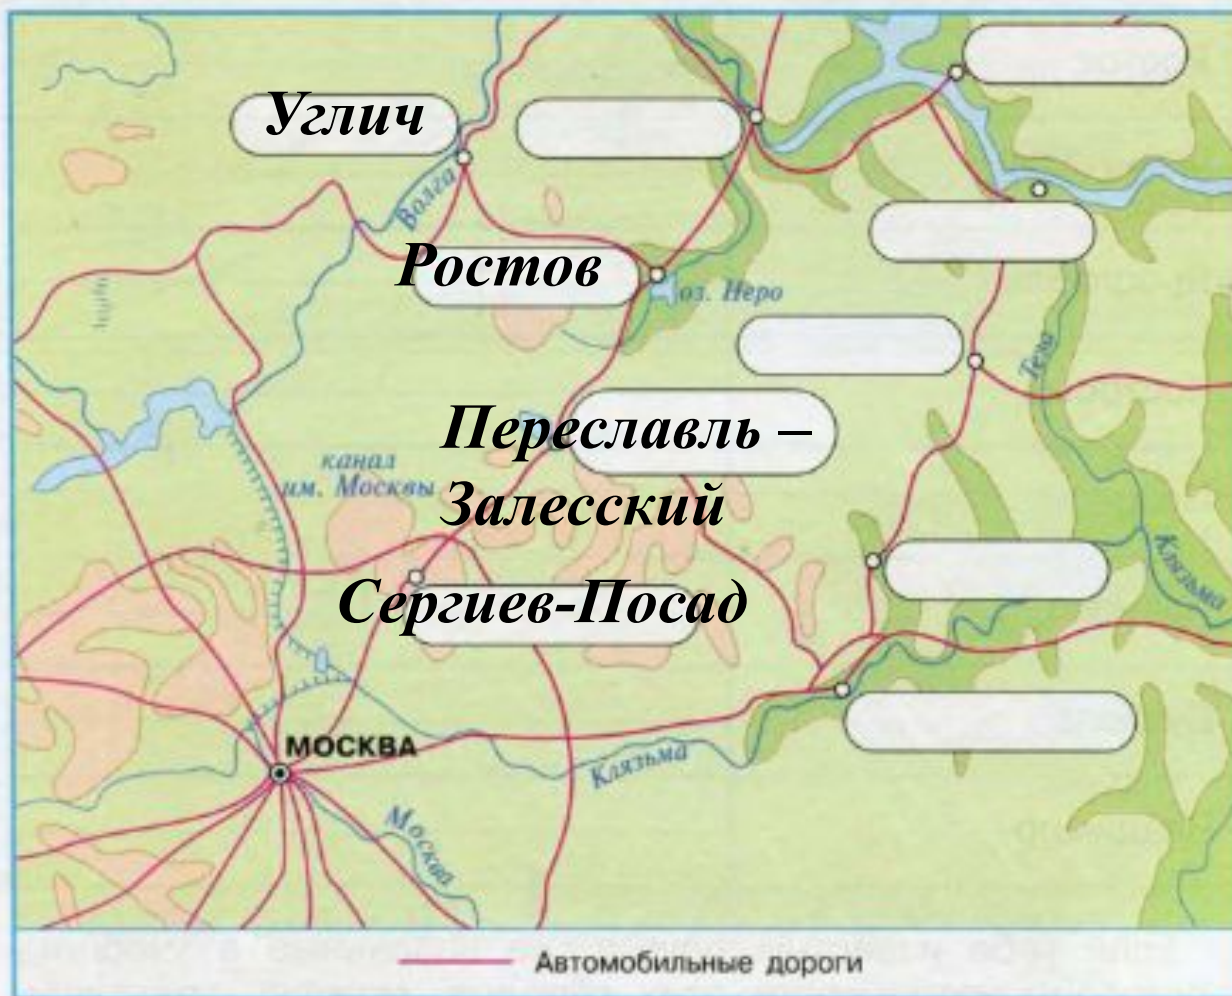 Углич
Волга
Ростов
оз. Неро
Теза
Переславль –
Залесский
канал
им. Москвы
Клязьма
Сергиев-Посад
МОСКВА
Клязьма
Москва
Автомобильные дороги